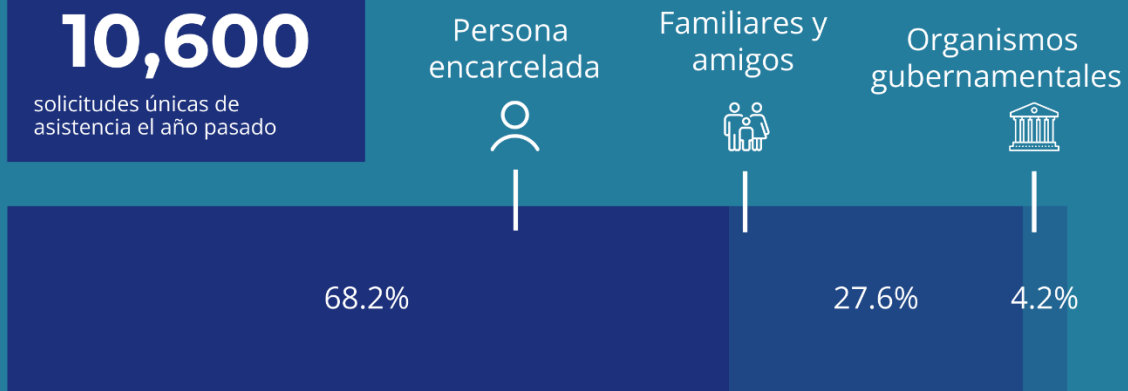 10,600
solicitudes únicas de
asistencia el año pasado
Persona
encarcelada
Familiares y
amigos
Organismos
gubernamentales
68.2%
27.6%
4.2%